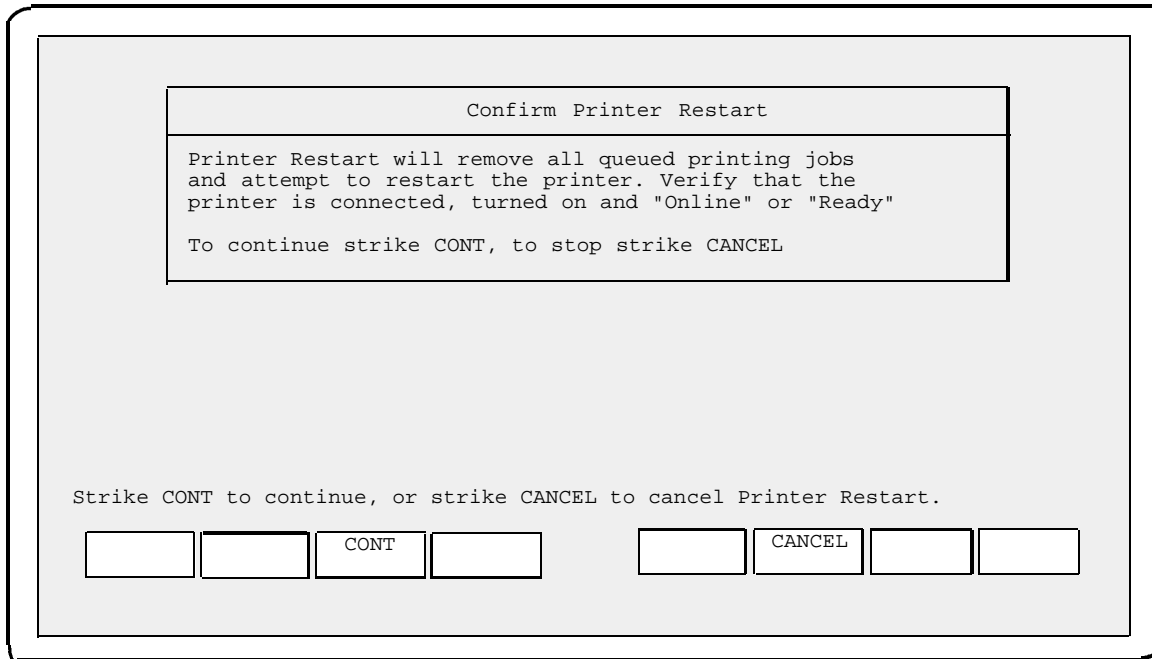 Confirm Printer Restart
Printer Restart will remove all queued printing jobs
and attempt to restart the printer. Verify that the
printer is connected, turned on and "Online" or "Ready"
To continue strike CONT, to stop strike CANCEL
Strike CONT to continue, or strike CANCEL to cancel Printer Restart.
CONT
CANCEL